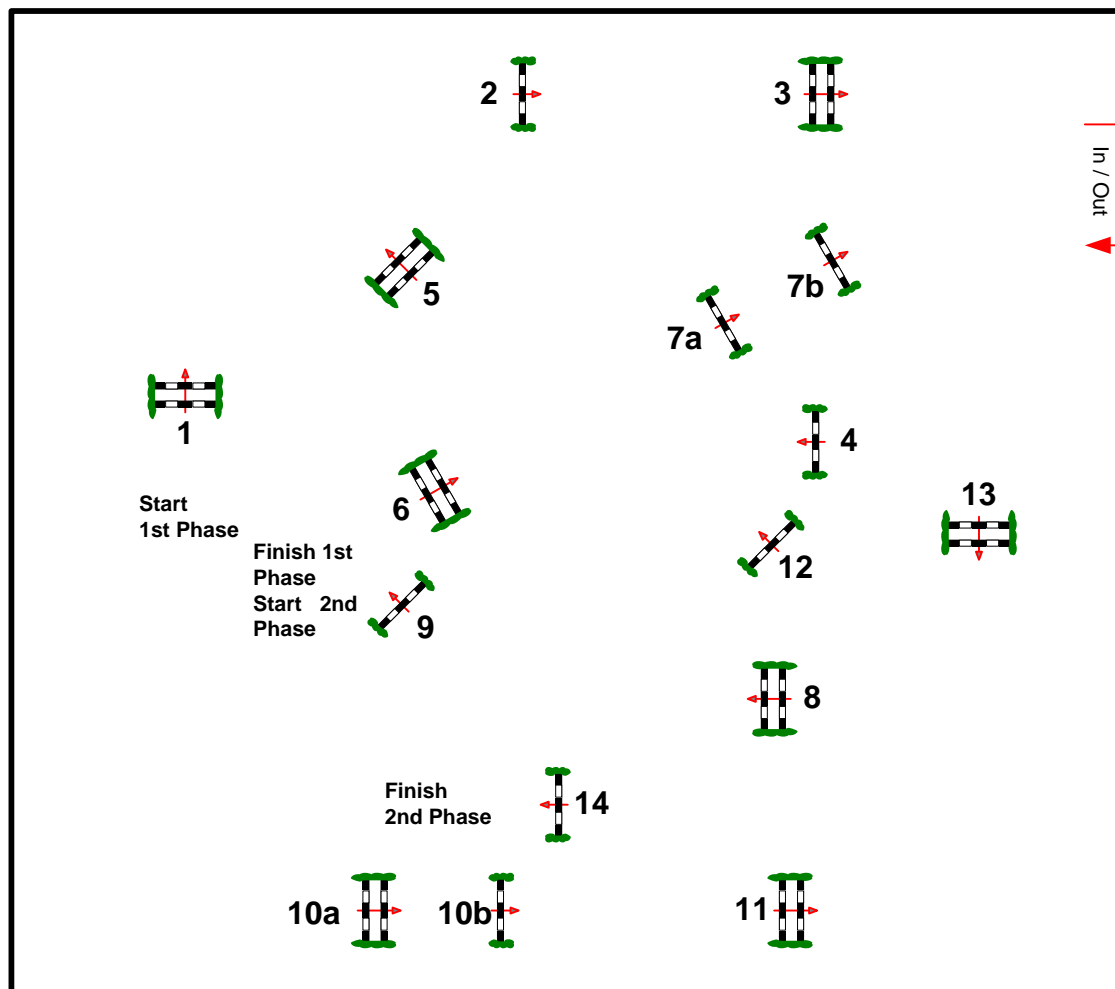 2
3
In / Out
5
7b
7a
1
4
6
13
Start
1st Phase
12
Finish 1st
Phase
Start 2nd
Phase
9
8
Finish
2nd Phase
14
10a
10b
11